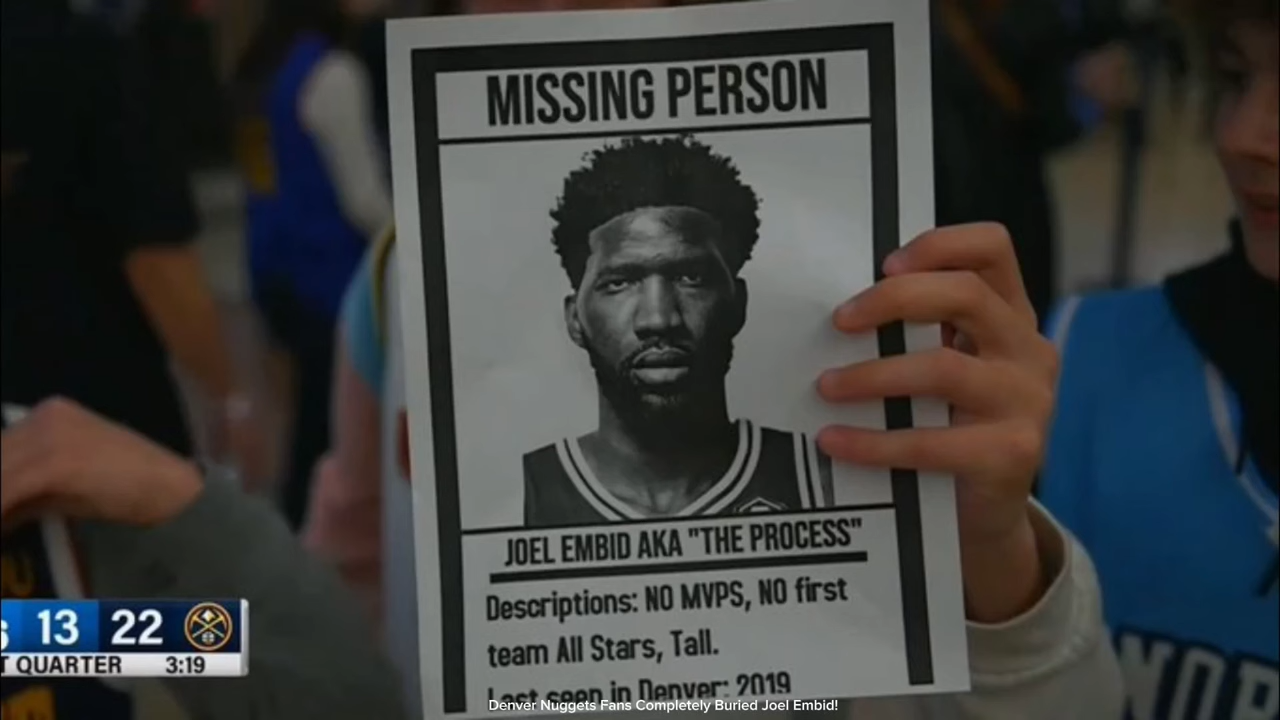 MISSING PERSON
JOEL EMBID AKA "THE PROCESS"
Descriptions: NO MVPS, NO first
team All Stars, Tall.
Last seen in Denver: 2019
13 22
T QUARTER 3:19
NOR
Denver Nuggets Fans Completely Buried Joel Embid!